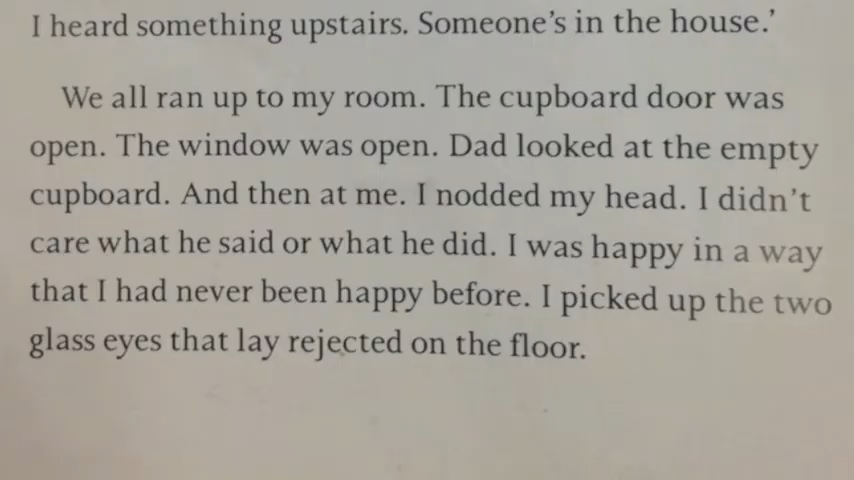 I heard something upstairs. Someone’s in the house.’
We all ran up to my room. The cupboard door was
open. The window was open. Dad looked at the empty
cupboard. And then at me. I nodded my head. I didn’t
care what he said or what he did. I was happy in a way
that I had never been happy before. I picked up the two
glass eyes that lay rejected on the floor.